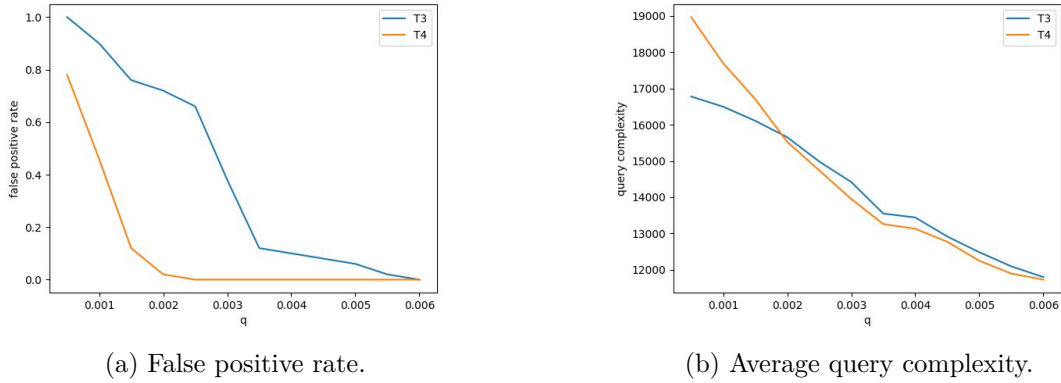 1.0
0.8
0.6
0.4
0.2
0.0
false positive rate
0.001
0.002
0.003
0.004
0.005
0.006
q
T3
T4
(a) False positive rate.
19000
18000
17000
16000
15000
14000
13000
12000
query complexity
0.001
0.002
0.003
0.004
0.005
0.006
q
T3
T4
(b) Average query complexity.